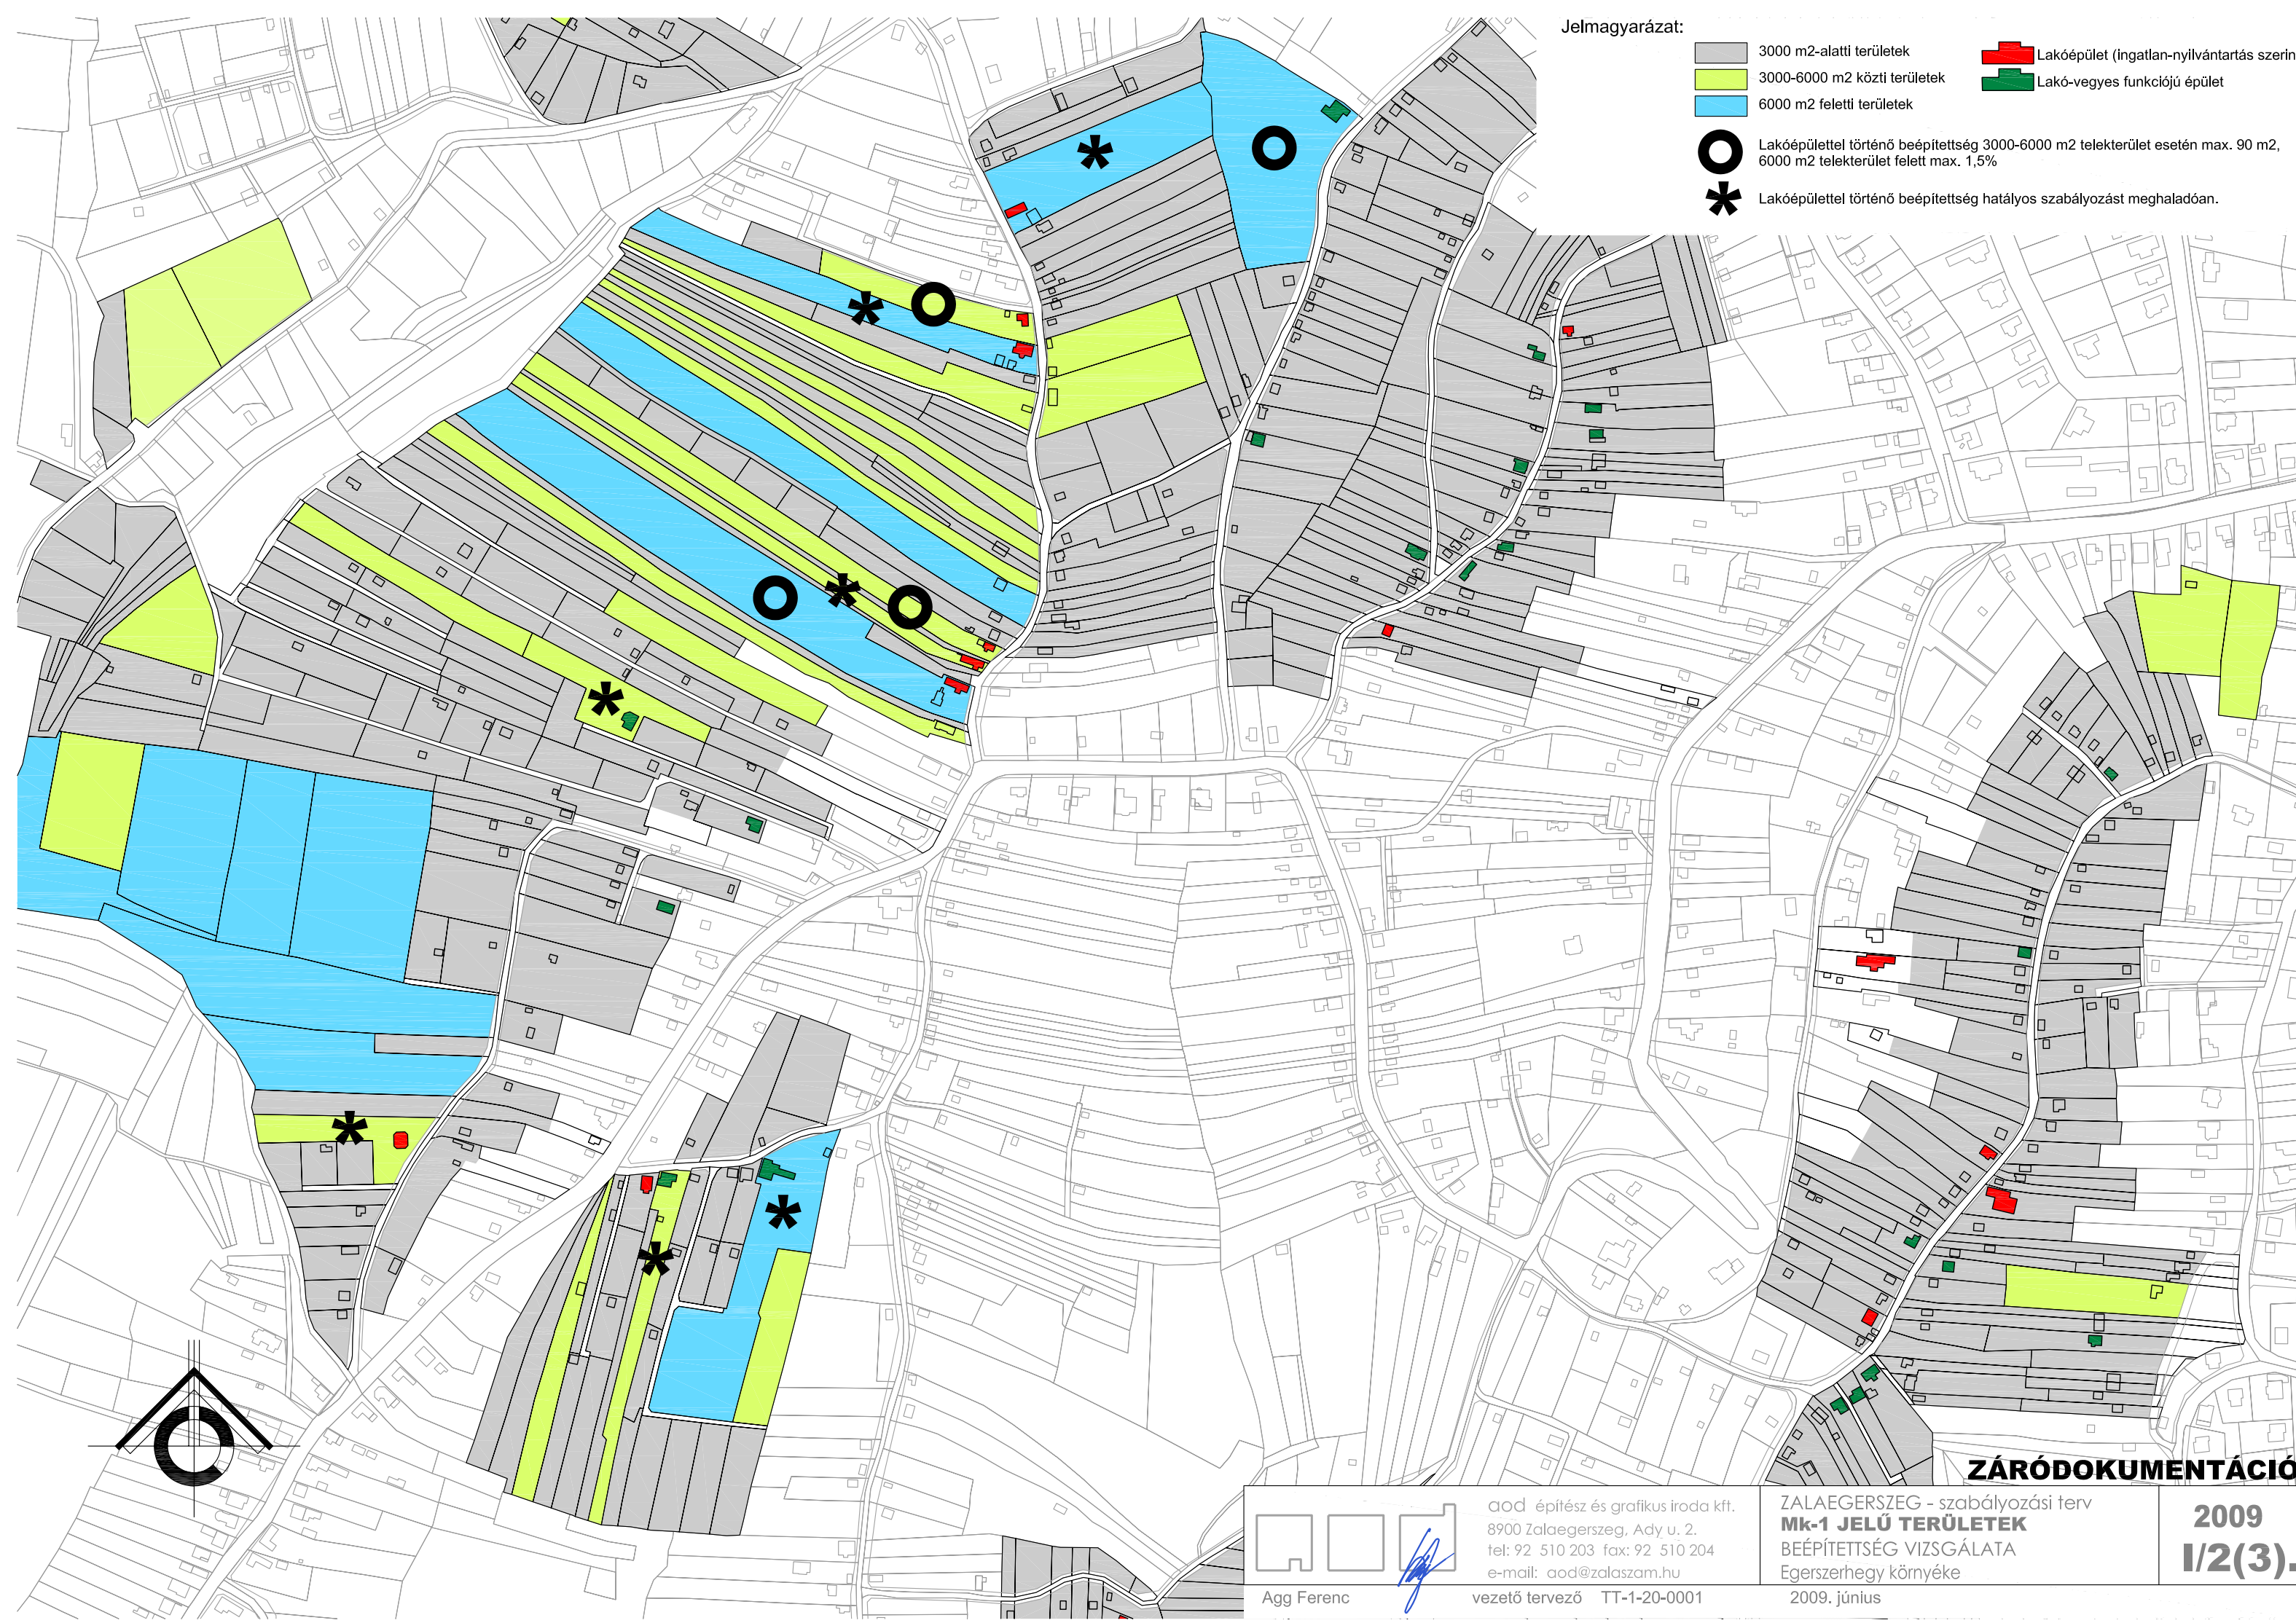 Jelmagyarázat:
3000 m2-alatti területek
3000-6000 m2 közti területek
6000 m2 feletti területek
Lakóépület (ingatlan-nyilvántartás szerin
Lakó-vegyes funkciójú épület
Lakóépülettel történő beépítettség 3000-6000 m2 telekterület esetén max. 90 m2,
6000 m2 telekterület felett max. 1,5%
Lakóépülettel történő beépítettség hatályos szabályozást meghaladóan.
ZÁRÓDOKUMENTÁCIÓ
aod építész és grafikus iroda kft.
8900 Zalaegerszeg, Ady u. 2.
tel: 92 510 203 fax: 92 510 204
e-mail: aod@zalaszam.hu
Agg Ferenc
vezető tervező TT-1-20-0001
ZALAEGERSZEG - szabályozási terv
Mk-1 JELŰ TERÜLETEK
BEÉPÍTETTSÉG VIZSGÁLATA
Egerszerhegy környéke
2009. június
2009
I/2(3).